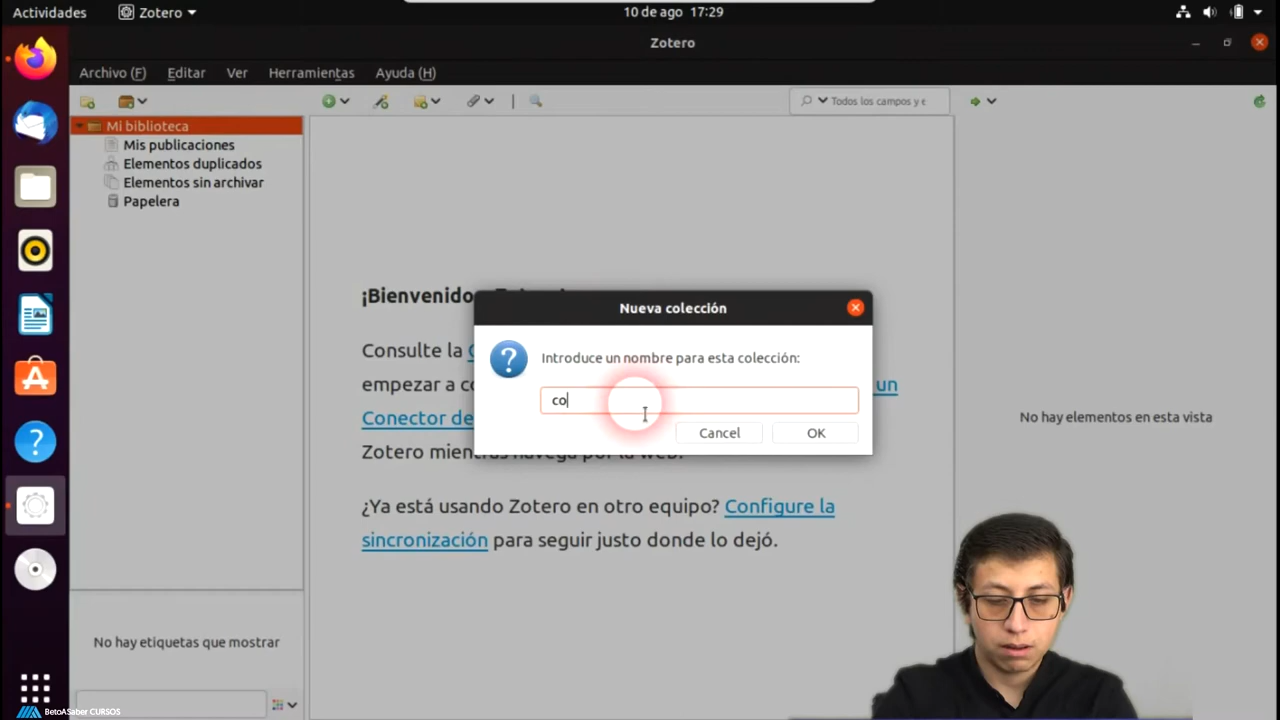 Actividades
Zotero
10 de ago 17:29
Zotero
Archivo (F)
Editar
Ver
Herramientas
Ayuda (H)
Todos los campos y e
Mi biblioteca
Mis publicaciones
Elementos duplicados
Elementos sin archivar
Papelera
¡Bienvenido
Consulte la
empezar a co
un
Conector de
Zotero mientras navega por la web.
¿Ya está usando Zotero en otro equipo? Configure la
sincronización para seguir justo donde lo dejó.
Nueva colección
Introduce un nombre para esta colección:
co
Cancel
OK
No hay elementos en esta vista
No hay etiquetas que mostrar
BetoASaber CURSOS